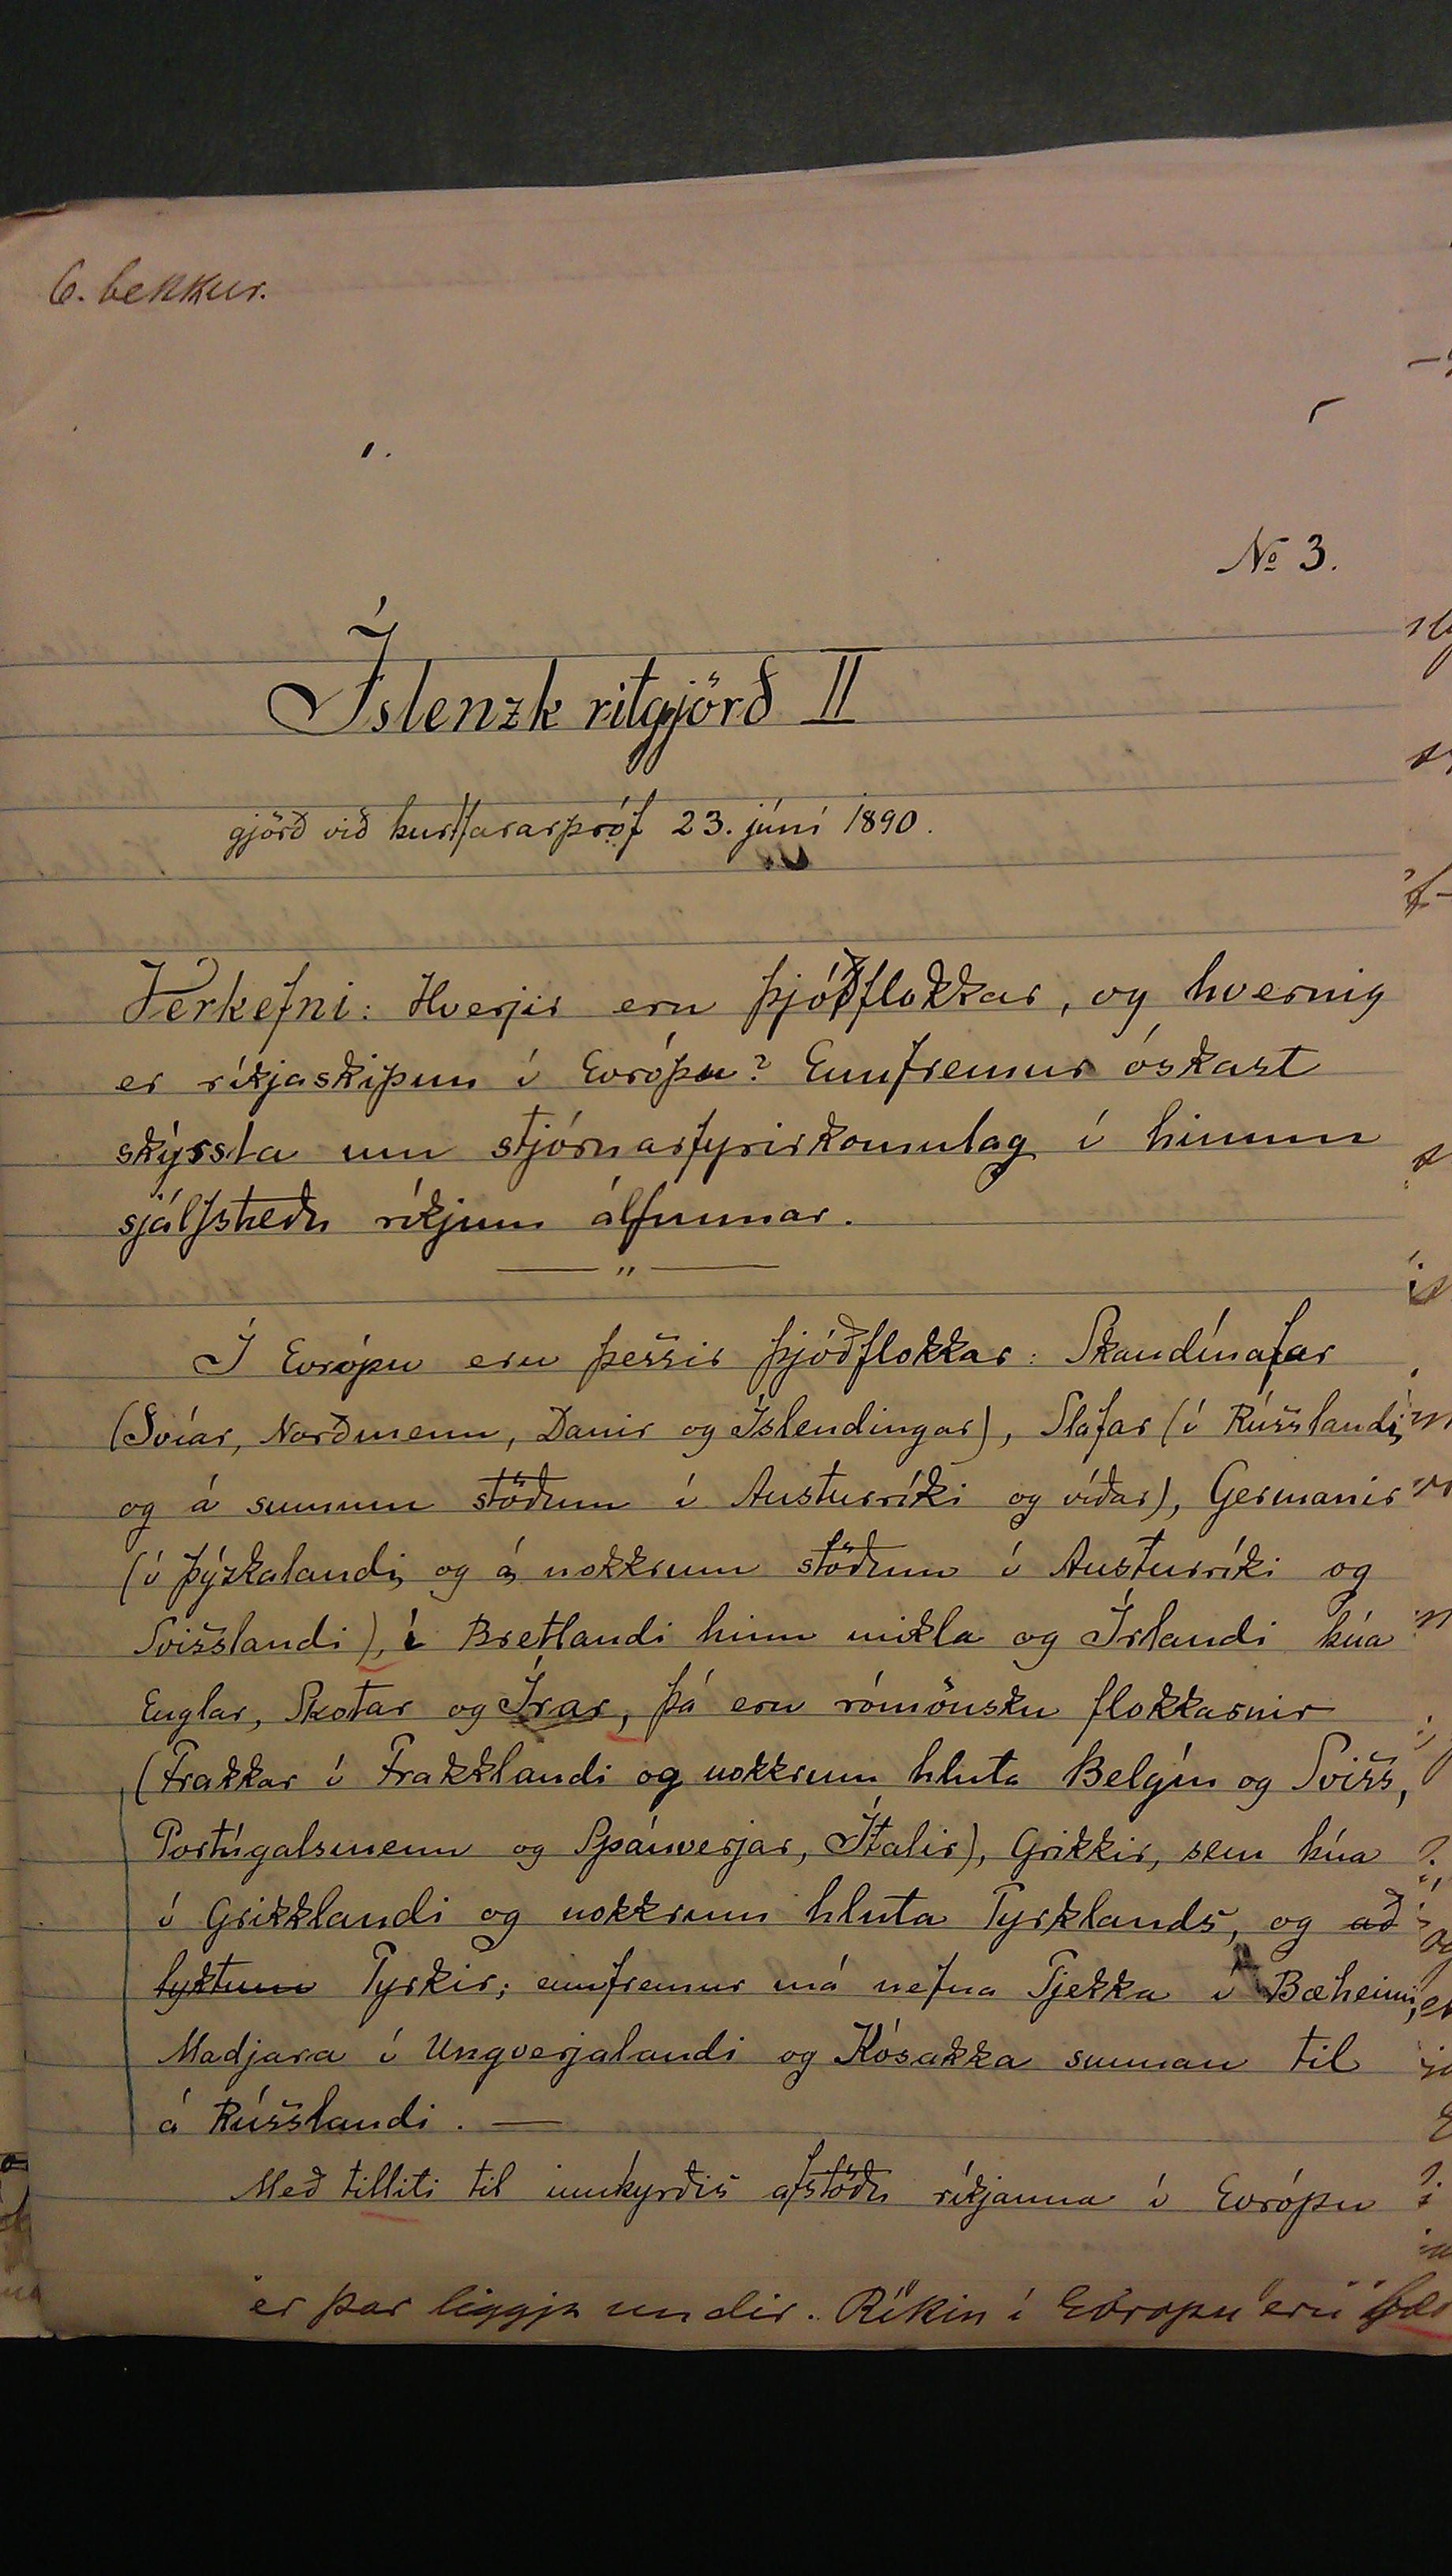 6. bekkur.
№ 3.
Íslenzk ritgjörð II
gjörð við burtfararpróf 23. júní 1890.
Verkefni: Hverjir eru þjóðflokkar, og hvernig
er ríkjaskipun í Evrópu? Ennfremur óskast
skýrsla um stjórnarfyrirkomulag í hinum
sjálfstæðu ríkjum álfunnar.
— „ —
Í Evrópu eru þessir þjóðflokkar: Skandínafar
(Svíar, Norðmenn, Danir og Íslendingar), Slafar (í Rússlandi,
og á sumum stöðum í Austurríki og víðar), Germanir
(í Þýzkalandi, og á nokkrum stöðum í Austurríki og
Svisslandi), í Bretlandi hinu mikla og Írlandi búa
Englar, Skotar og Írar, þá eru rómönsku flokkarnir
(Frakkar í Frakklandi og nokkrum hluta Belgíu og Sviss,
Portúgalsmenn og Spánverjar, Ítalir), Grikkir, sem búa
í Grikklandi og nokkrum hluta Tyrklands, og að
lyktum Tyrkir; ennfremur má nefna Tjekka í Bæheimi,
Madjara í Ungverjalandi og Kósakka sunnan til
á Rússlandi. —
Með tilliti til innbyrðis afstöðu ríkjanna í Evrópu
er þar liggja undir. Ríkin í Evropu eru